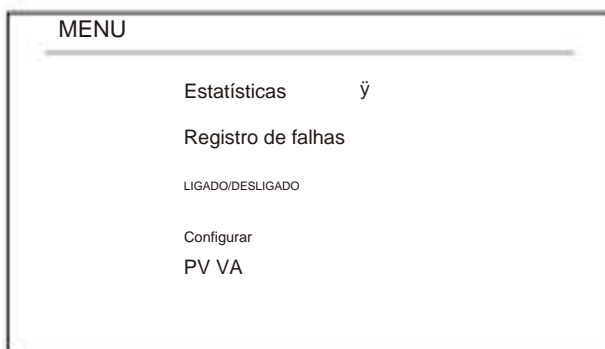 MENU
Estatísticas ÿ
Registro de falhas
LIGADO/DESLIGADO
Configurar
PV VA